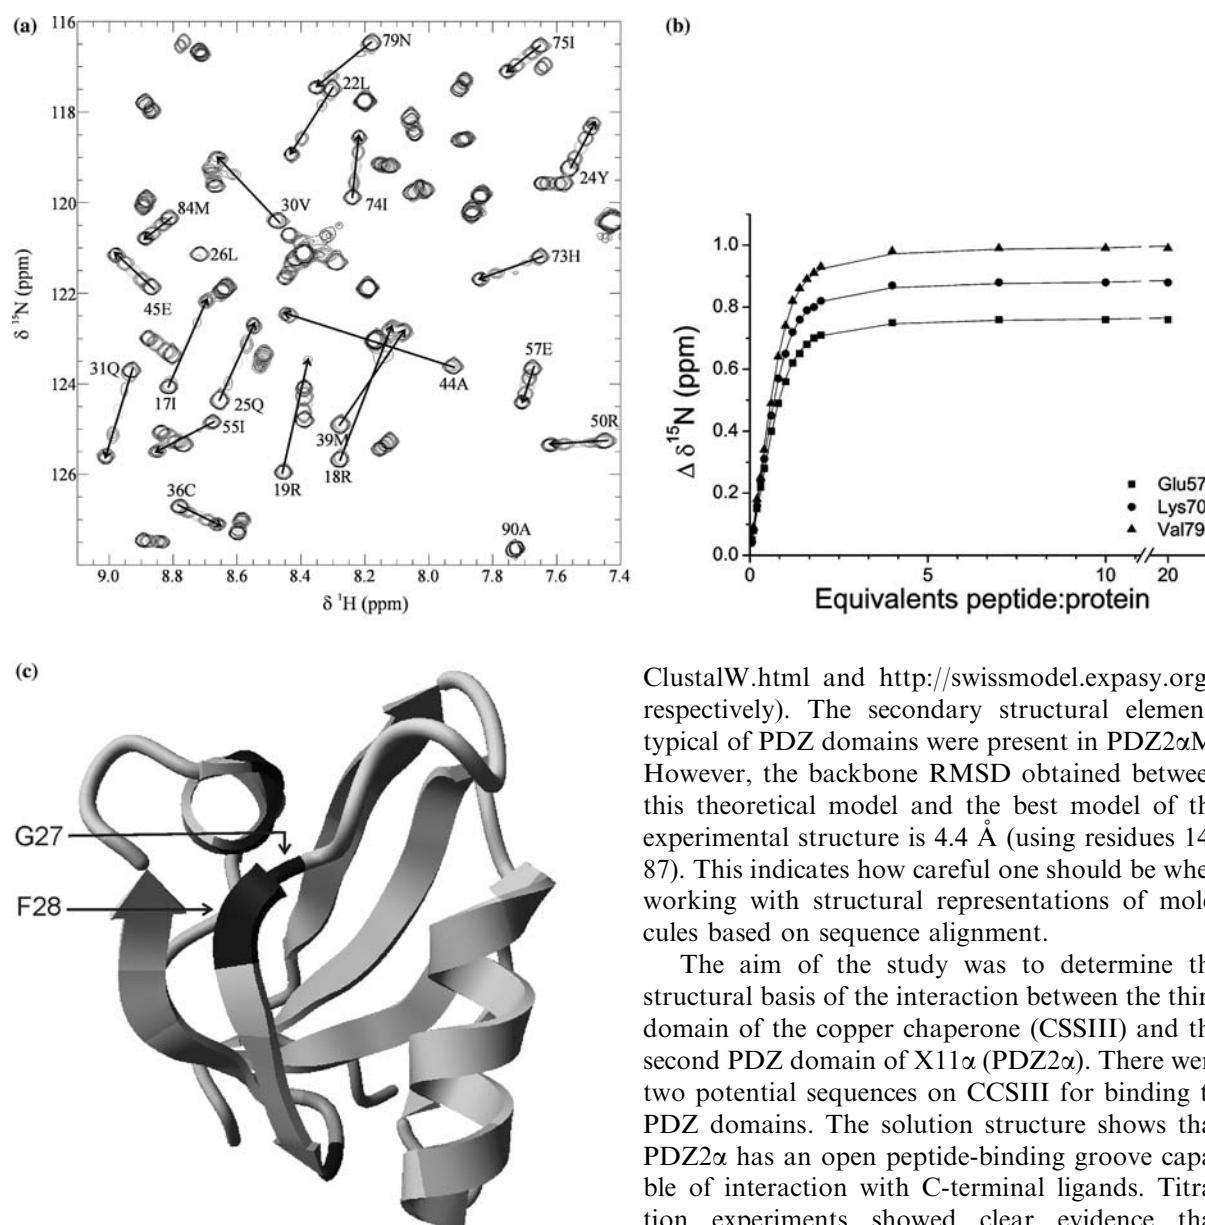 (a)
116
118
120
122
124
126
δ ¹⁵N (ppm)
79N
22L
75I
24Y
30V
74I
84M
26L
73H
45E
31Q
17I
25Q
44A
57E
55I
39M
50R
19R
18R
36C
90A
9.0 8.8 8.6 8.4 8.2 8.0 7.8 7.6 7.4
δ ¹H (ppm)
(b)
1.0
0.8
0.6
0.4
0.2
0.0
Δ δ¹⁵N (ppm)
Glu57
Lys70
Val79
0 5 10 20
Equivalents peptide:protein
(c)
G27
F28
ClustalW.html and http://swissmodel.expasy.org
respectively). The secondary structural elemen
typical of PDZ domains were present in PDZ2αM
However, the backbone RMSD obtained betwee
this theoretical model and the best model of th
experimental structure is 4.4 Å (using residues 14
87). This indicates how careful one should be whe
working with structural representations of mole
cules based on sequence alignment.
The aim of the study was to determine th
structural basis of the interaction between the thir
domain of the copper chaperone (CSSIII) and th
second PDZ domain of X11α (PDZ2α). There wer
two potential sequences on CCSIII for binding t
PDZ domains. The solution structure shows tha
PDZ2α has an open peptide-binding groove capa
ble of interaction with C-terminal ligands. Titra
tion experiments showed clear evidence tha